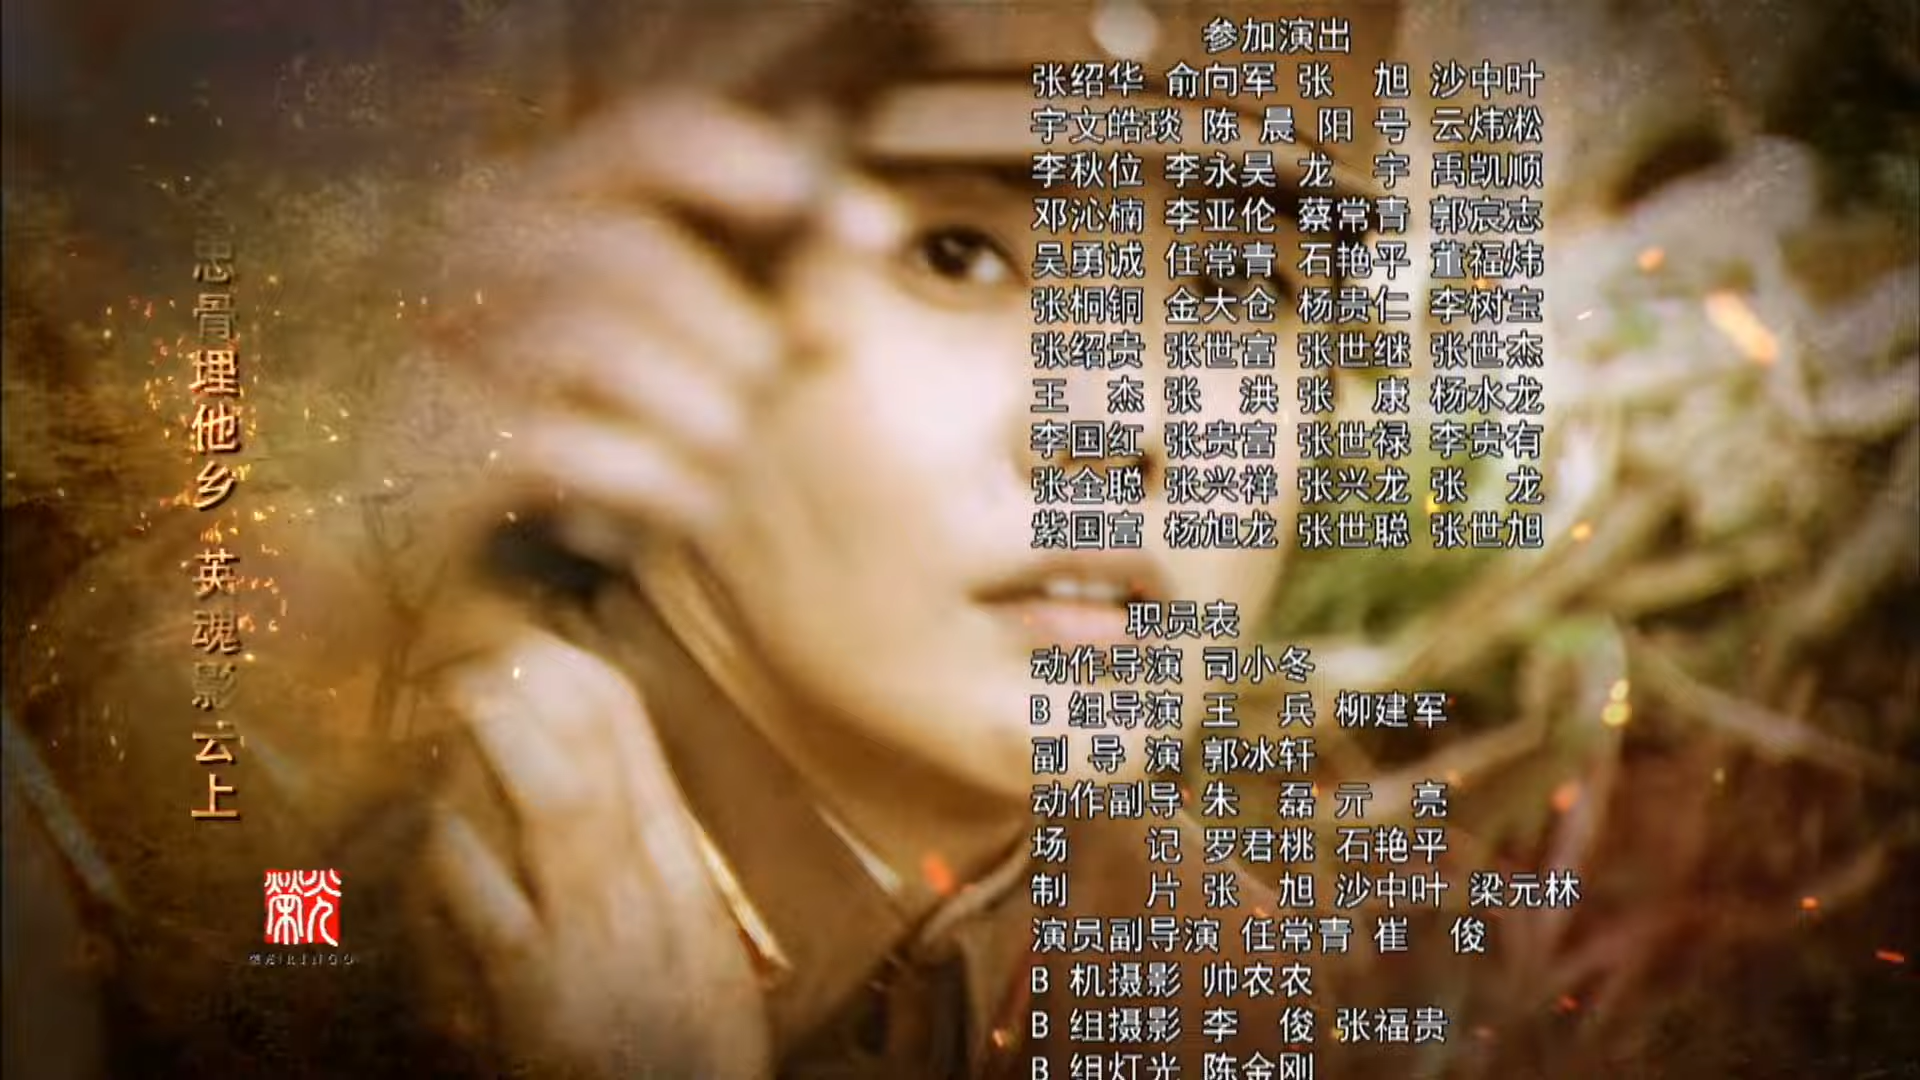 忠骨埋他乡 英魂影云上
参加演出
张绍华 俞向军 张 旭 沙中叶
宇文皓琰 陈 晨 阳 号 云炜凇
李秋位 李永昊 龙 宇 禹凯顺
邓沁楠 李亚伦 蔡常青 郭宸志
吴勇诚 任常青 石艳平 董福炜
张桐铜 金大仓 杨贵仁 李树宝
张绍贵 张世富 张世继 张世杰
王 杰 张 洪 张 康 杨水龙
李国红 张贵富 张世禄 李贵有
张全聪 张兴祥 张兴龙 张 龙
紫国富 杨旭龙 张世聪 张世旭
职员表
动作导演 司小冬
B 组导演 王 兵 柳建军
副 导 演 郭冰轩
动作副导 朱 磊 亓 亮
场 记 罗君桃 石艳平
制 片 张 旭 沙中叶 梁元林
演员副导演 任常青 崔 俊
B 机摄影 帅农农
B 组摄影 李 俊 张福贵
B 组灯光 陈金刚
RINGO